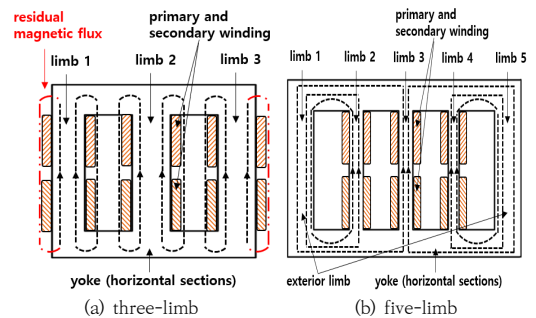 residual
magnetic flux
primary and
secondary winding
limb 1
limb 2
limb 3
yoke (horizontal sections)
(a) three-limb
primary and
secondary winding
limb 1
limb 2
limb 3
limb 4
limb 5
exterior limb
yoke (horizontal sections)
(b) five-limb